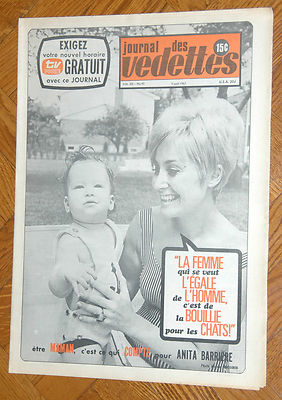 EXIGEZ
votre nouvel horaire
tv GRATUIT
avec ce JOURNAL
journal des
vedettes
15¢
"LA FEMME
qui se veut
L'ÉGALE
de L'HOMME,
c'est de
la BOUILLIE
pour les CHATS!"
être MAMAN, c'est ce qui COMPTE pour ANITA BARRIÈRE